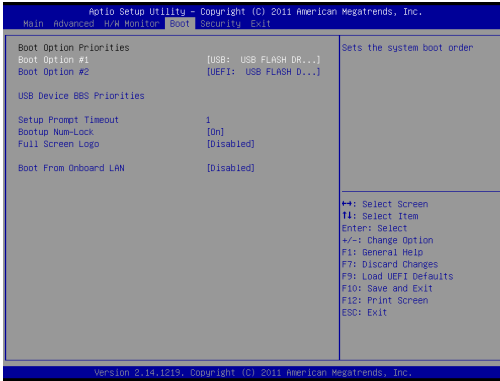 Aptio Setup Utility – Copyright (C) 2011 American Megatrends, Inc.
Main Advanced H/W Monitor Boot Security Exit
Boot Option Priorities
Boot Option #1 [USB: USB FLASH DR...]
Boot Option #2 [UEFI: USB FLASH D...]
USB Device BBS Priorities
Setup Prompt Timeout 1
Bootup Num-Lock [On]
Full Screen Logo [Disabled]
Boot From Onboard LAN [Disabled]
Sets the system boot order
↔: Select Screen
↑↓: Select Item
Enter: Select
+/-: Change Option
F1: General Help
F7: Discard Changes
F9: Load UEFI Defaults
F10: Save and Exit
F12: Print Screen
ESC: Exit
Version 2.14.1219. Copyright (C) 2011 American Megatrends, Inc.